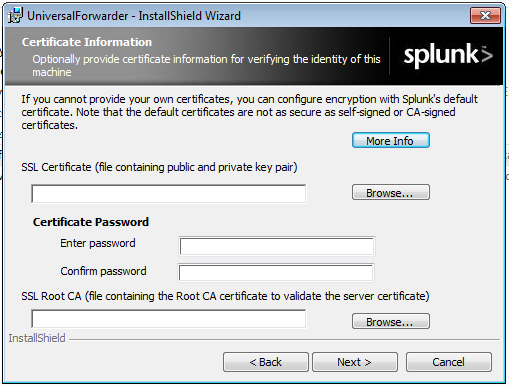 UniversalForwarder - InstallShield Wizard
Certificate Information
Optionally provide certificate information for verifying the identity of this
machine
splunk>
If you cannot provide your own certificates, you can configure encryption with Splunk's default
certificate. Note that the default certificates are not as secure as self-signed or CA-signed
certificates.
More Info
SSL Certificate (file containing public and private key pair)
Browse...
Certificate Password
Enter password
Confirm password
SSL Root CA (file containing the Root CA certificate to validate the server certificate)
Browse...
InstallShield
< Back
Next >
Cancel